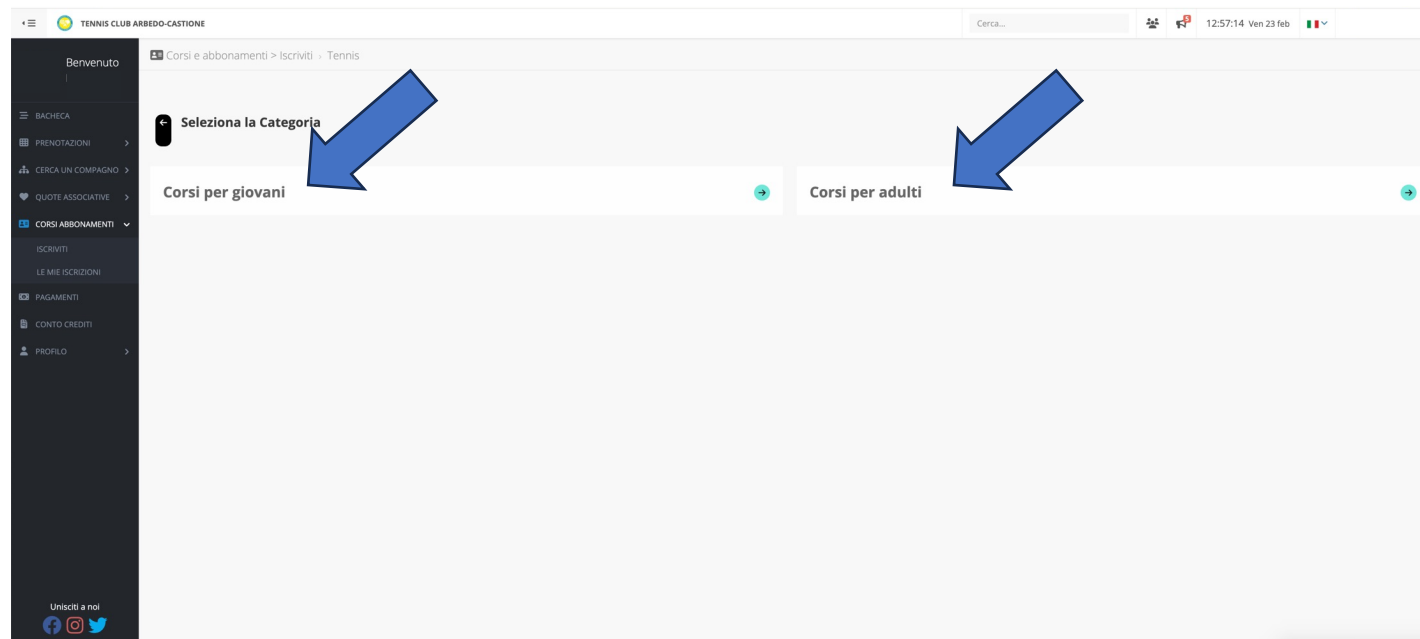 TENNIS CLUB ARBEDO-CASTIONE
Cerca...
5
12:57:14 Ven 23 feb
Benvenuto
Corsi e abbonamenti > Iscriviti > Tennis
BACHECA
PRENOTAZIONI
CERCA UN COMPAGNO
QUOTE ASSOCIATIVE
CORSI ABBONAMENTI
ISCRIVITI
LE MIE ISCRIZIONI
PAGAMENTI
CONTO CREDITI
PROFILO
Seleziona la Categoria
Corsi per giovani
Corsi per adulti
Unisciti a noi